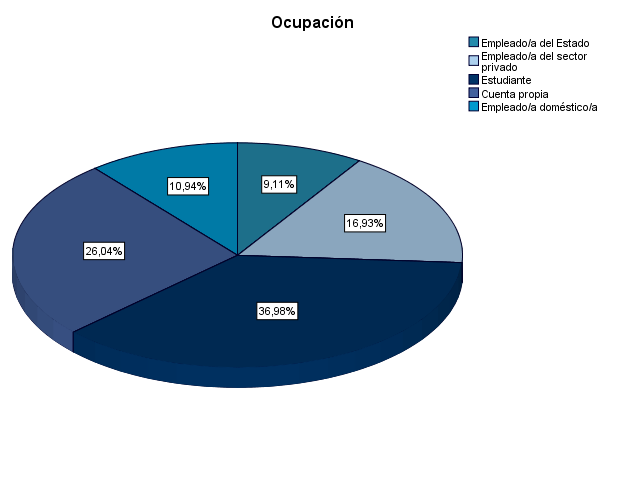 Ocupación
Empleado/a del Estado
Empleado/a del sector
privado
Estudiante
Cuenta propia
Empleado/a doméstico/a
10,94%
9,11%
16,93%
26,04%
36,98%